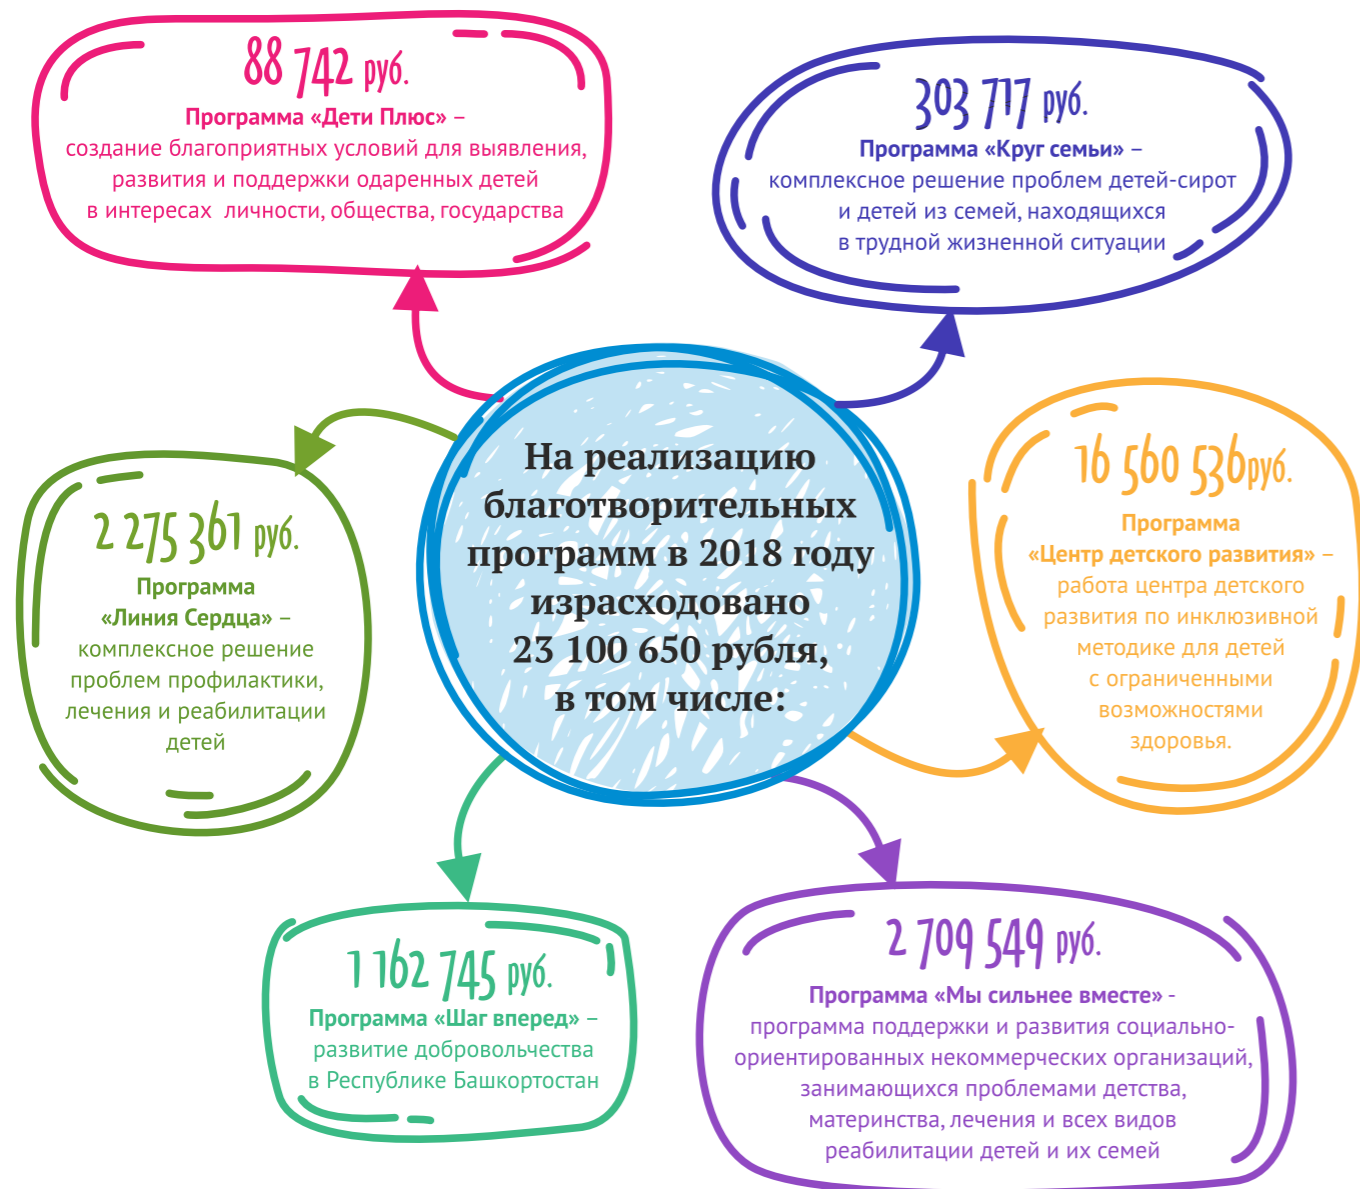 88 742 руб.
Программа «Дети Плюс» –
создание благоприятных условий для выявления,
развития и поддержки одаренных детей
в интересах личности, общества, государства
303 717 руб.
Программа «Круг семьи» –
комплексное решение проблем детей-сирот
и детей из семей, находящихся
в трудной жизненной ситуации
На реализацию
благотворительных
программ в 2018 году
израсходовано
23 100 650 рубля,
в том числе:
2 275 361 руб.
Программа
«Линия Сердца» –
комплексное решение
проблем профилактики,
лечения и реабилитации
детей
16 560 536руб.
Программа
«Центр детского развития» –
работа центра детского
развития по инклюзивной
методике для детей
с ограниченными
возможностями
здоровья.
1 162 745 руб.
Программа «Шаг вперед» –
развитие добровольчества
в Республике Башкортостан
2 709 549 руб.
Программа «Мы сильнее вместе» -
программа поддержки и развития социально-
ориентированных некоммерческих организаций,
занимающихся проблемами детства,
материнства, лечения и всех видов
реабилитации детей и их семей